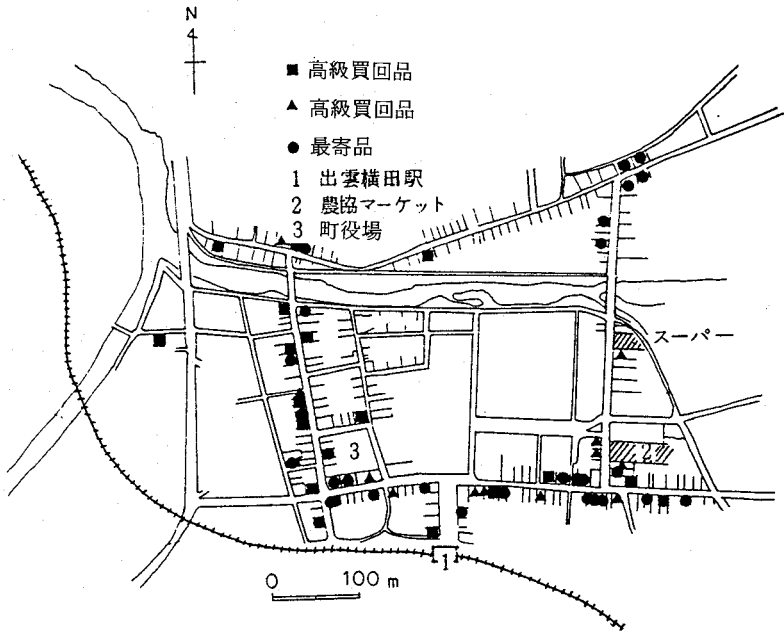 N
4
■ 高級買回品
▲ 高級買回品
● 最寄品
1 出雲横田駅
2 農協マーケット
3 町役場
スーパー
2
3
1
0 100 m